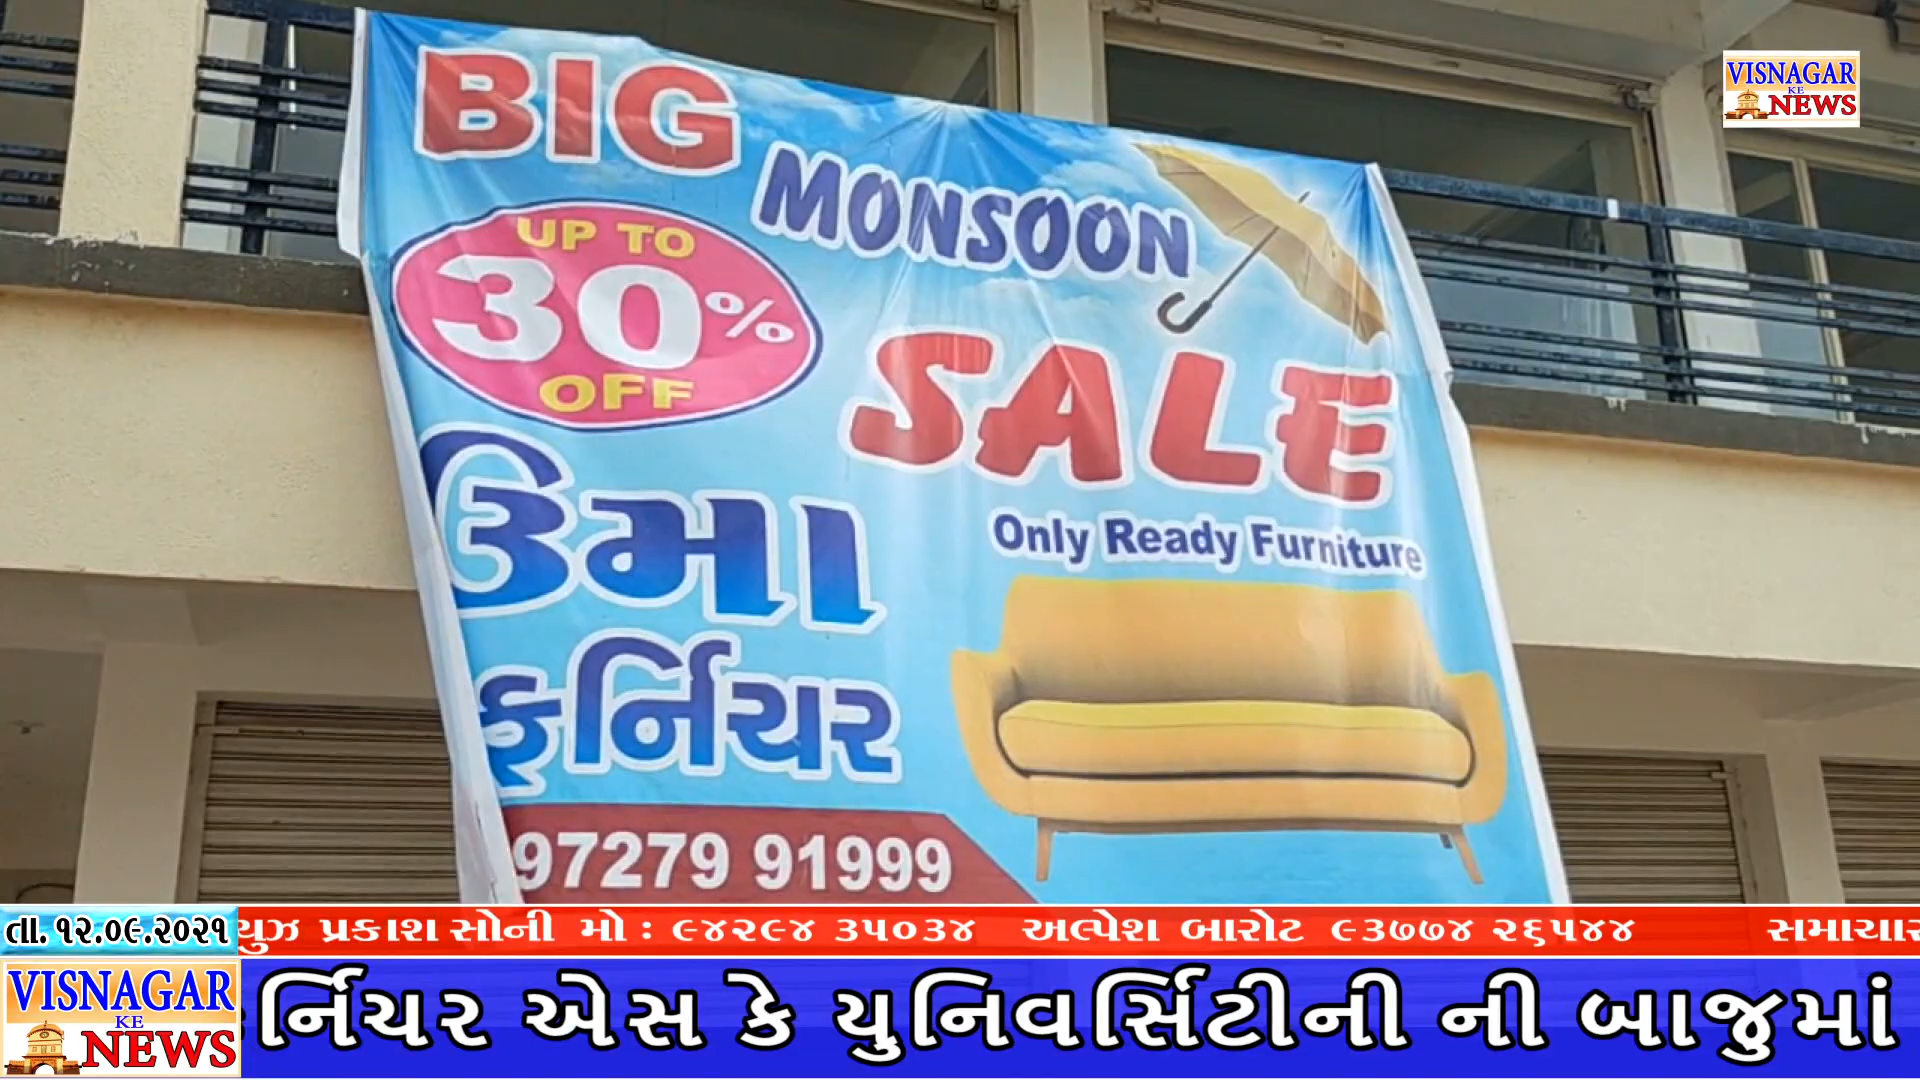 VISNAGAR
KE
NEWS
BIG
MONSOON
SALE
UP TO
30%
OFF
Only Ready Furniture
ઉમા
ફર્નિચર
97279 91999
તા. ૧૨.૦૯.૨૦૨૧
પ્રકાશ સોની મો : ૯૪૨૯૪ ૩૫૦૩૪ અલ્પેશ બારોટ ૯૩૭૭૪ ૨૬૫૪૪ સમાચાર
VISNAGAR
KE
NEWS
ર્નિચર એસ કે યુનિવર્સિટીની ની બાજુમાં